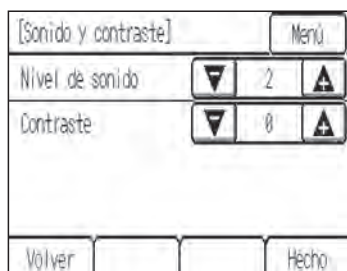 [Sonido y contraste] Menú
Nivel de sonido - 2 +
Contraste - 0 +
Volver Hecho